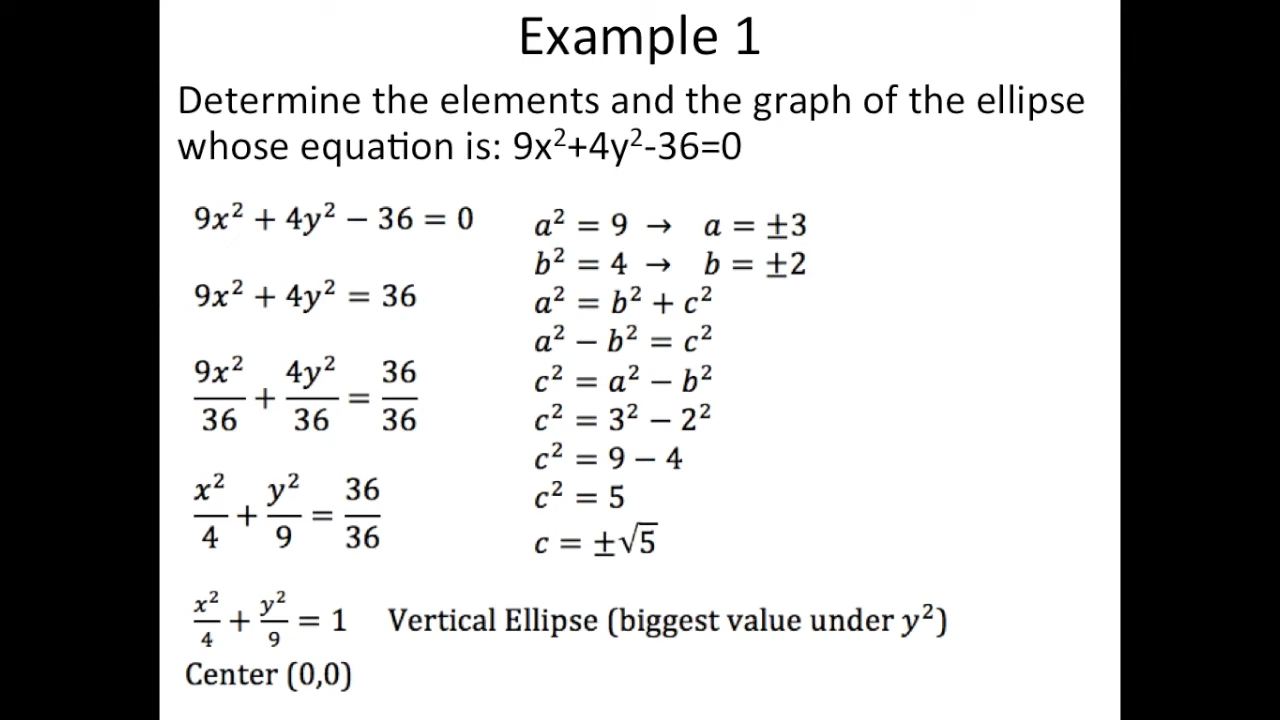 Example 1
Determine the elements and the graph of the ellipse
whose equation is: 9x²+4y²-36=0
9x² + 4y² − 36 = 0
9x² + 4y² = 36
9x²/36 + 4y²/36 = 36/36
x²/4 + y²/9 = 36/36
a² = 9 → a = ±3
b² = 4 → b = ±2
a² = b² + c²
a² − b² = c²
c² = a² − b²
c² = 3² − 2²
c² = 9 − 4
c² = 5
c = ±√5
x²/4 + y²/9 = 1 Vertical Ellipse (biggest value under y²)
Center (0,0)